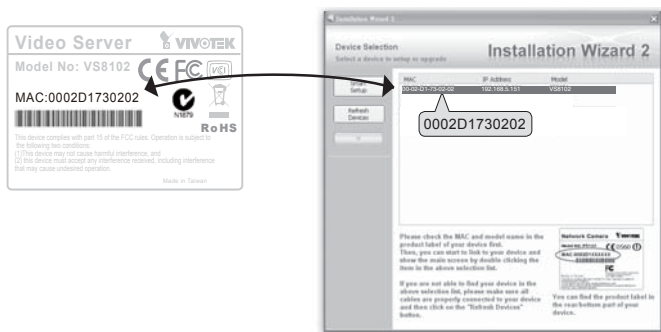 Video Server
VIVOTEK
Model No: VS8102
CE FC VCI
MAC:0002D1730202
N1879
RoHS
This device complies with part 15 of the FCC rules. Operation is subject to
the following two conditions:
(1)This device may not cause harmful interference, and
(2) this device must accept any interference received, including interference
that may cause undesired operation.
Made in Taiwan
Installation Wizard 2
Device Selection
Select a device to setup or upgrade
Installation Wizard 2
Setup
Refresh
Devices
MAC IP Address Model
00-02-D1-73-02-02 192.168.5.151 VS8102
0002D1730202
Please check the MAC and model name in the
product label of your device first.
Then, you can start to link to your device and
show the main screen by double clicking the
item in the above selection list.
If you are not able to find your device in the
above selection list, please make sure all
cables are properly connected to your device
and then click on the "Refresh Devices"
button.
Network Camera
VIVOTEK
MAC:0002D1XXXXXX
FC
You can find the product label in
the rear/bottom part of your
device.